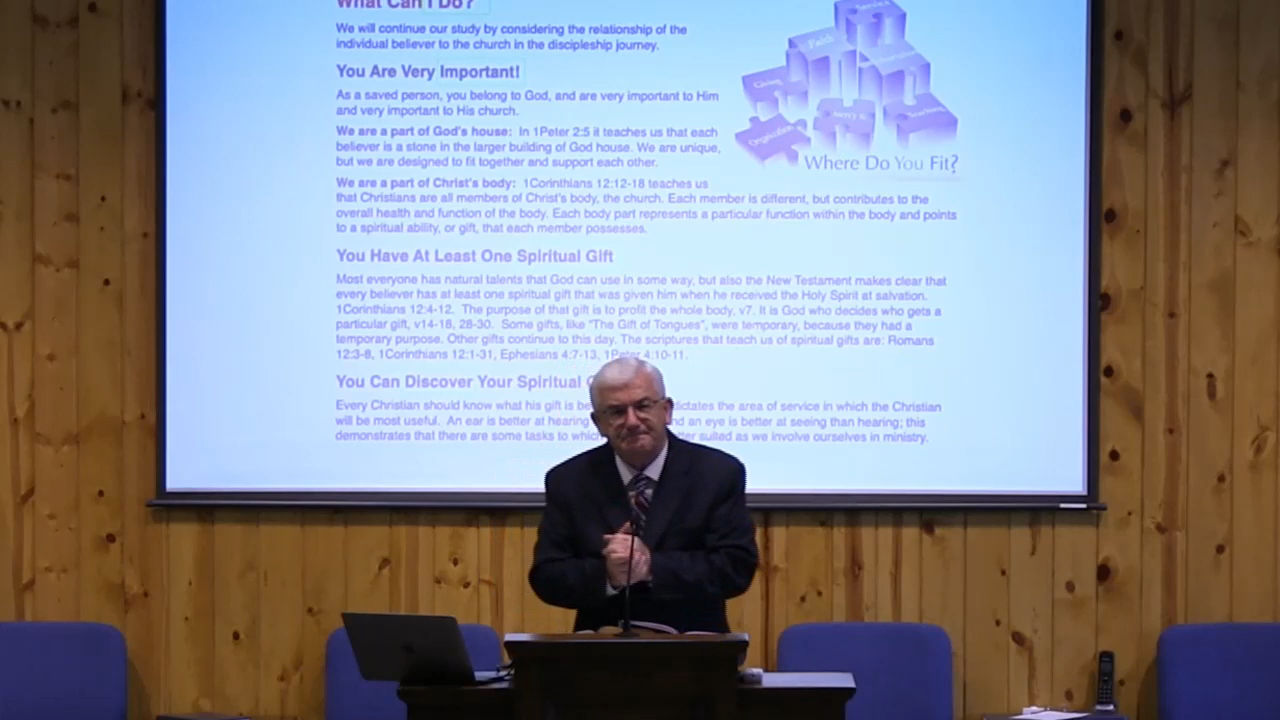 What Can I Do?
We will continue our study by considering the relationship of the
individual believer to the church in the discipleship journey.
You Are Very Important!
As a saved person, you belong to God, and are very important to Him
and very important to His church.
We are a part of God's house: In 1Peter 2:5 it teaches us that each
believer is a stone in the larger building of God house. We are unique,
but we are designed to fit together and support each other.
We are a part of Christ's body: 1Corinthians 12:12-18 teaches us
that Christians are all members of Christ's body, the church. Each member is different, but contributes to the
overall health and function of the body. Each body part represents a particular function within the body and points
to a spiritual ability, or gift, that each member possesses.
Service
Faith
Giving
Mercy
Organization
Where Do You Fit?
You Have At Least One Spiritual Gift
Most everyone has natural talents that God can use in some way, but also the New Testament makes clear that
every believer has at least one spiritual gift that was given him when he received the Holy Spirit at salvation.
1Corinthians 12:4-12. The purpose of that gift is to profit the whole body. v7. It is God who decides who gets a
particular gift, v14-18, 28-30. Some gifts, like "The Gift of Tongues", were temporary, because they had a
temporary purpose. Other gifts continue to this day. The scriptures that teach us of spiritual gifts are: Romans
12:3-8, 1Corinthians 12:1-31, Ephesians 4:7-13, 1Peter 4:10-11.
You Can Discover Your Spiritual
Every Christian should know what his gift is dictates the area of service in which the Christian
will be most useful. An ear is better at hearing and an eye is better at seeing than hearing; this
demonstrates that there are some tasks to which suited as we involve ourselves in ministry.